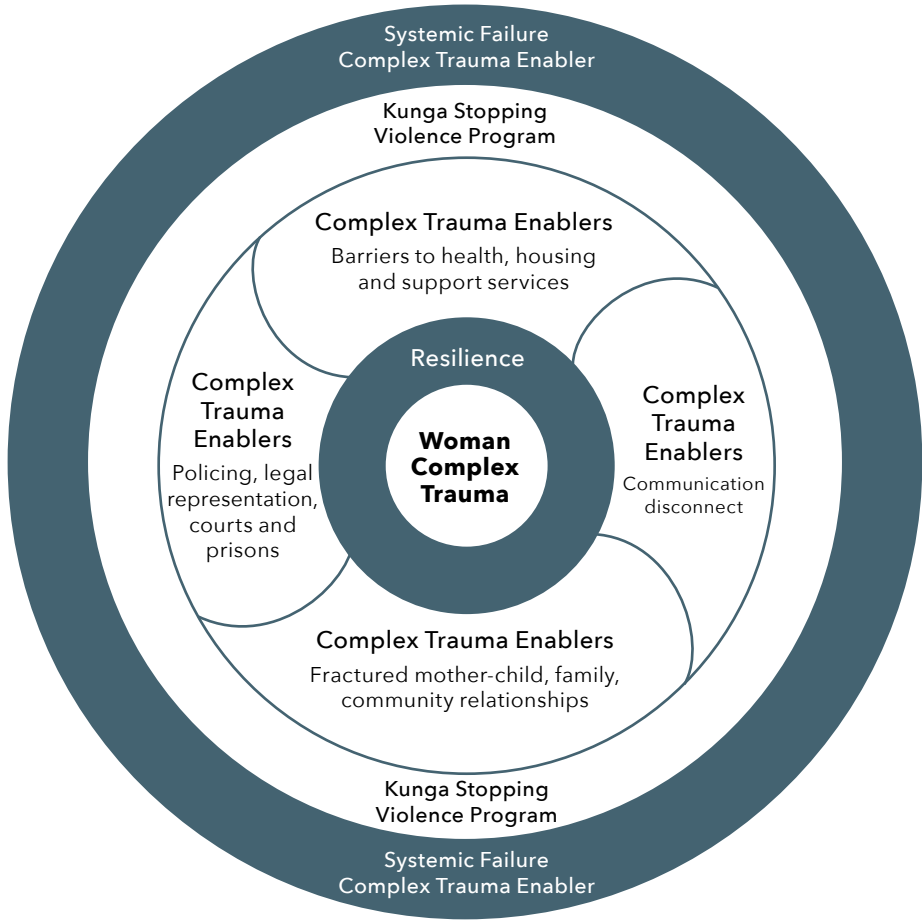 Systemic Failure
Complex Trauma Enabler
Kunga Stopping
Violence Program
Complex Trauma Enablers
Barriers to health, housing
and support services
Resilience
Complex
Trauma
Enablers
Policing, legal
representation,
courts and
prisons
Woman
Complex
Trauma
Complex
Trauma
Enablers
Communication
disconnect
Complex Trauma Enablers
Fractured mother-child, family,
community relationships
Kunga Stopping
Violence Program
Systemic Failure
Complex Trauma Enabler